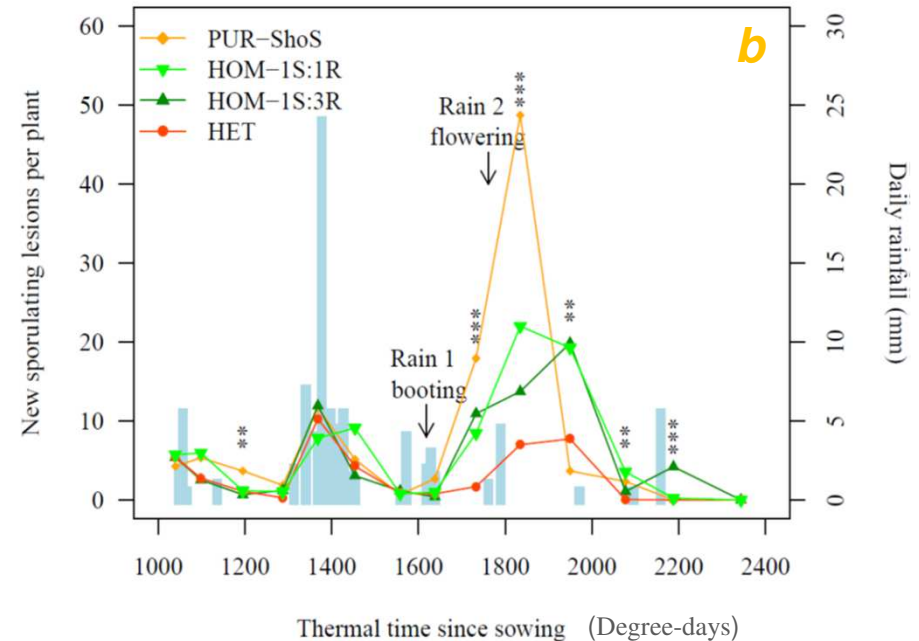 b
PUR−ShoS
HOM−1S:1R
HOM−1S:3R
HET
Rain 2
flowering
Rain 1
booting
***
***
**
**
**
***
60
50
40
30
20
10
0
New sporulating lesions per plant
30
25
20
15
10
5
0
Daily rainfall (mm)
1000 1200 1400 1600 1800 2000 2200 2400
Thermal time since sowing (Degree-days)